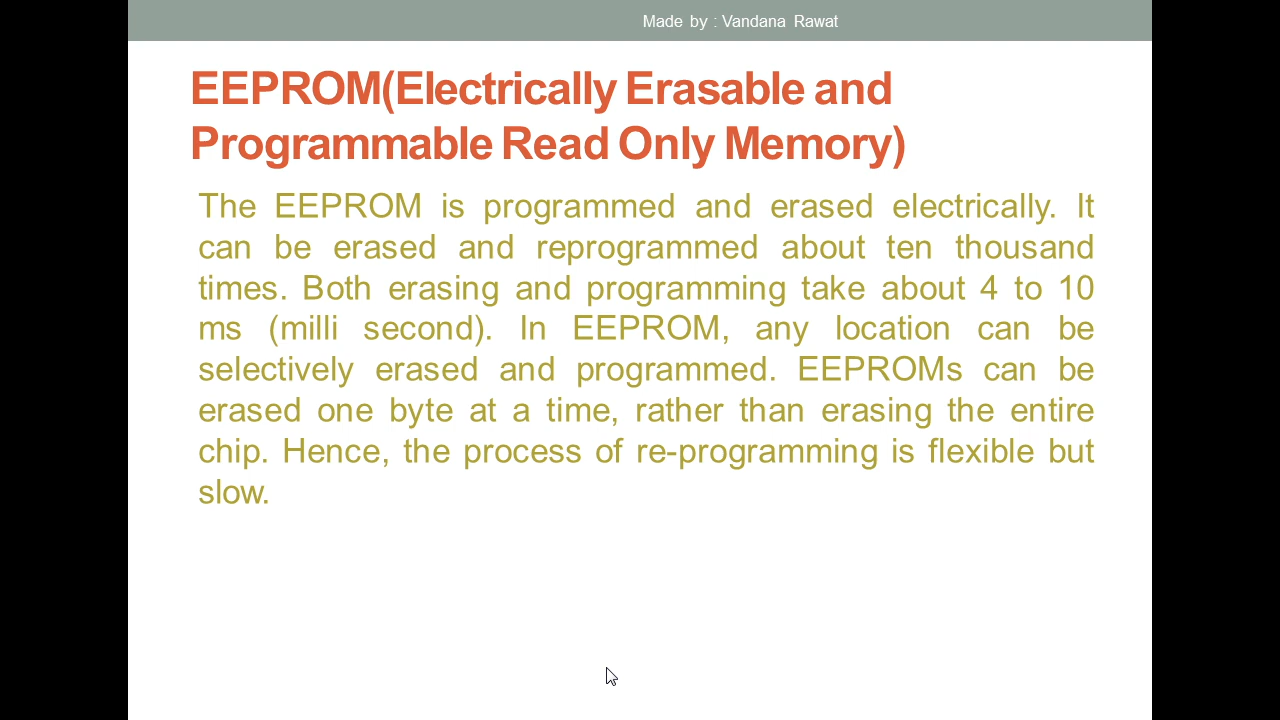 Made by : Vandana Rawat
EEPROM(Electrically Erasable and
Programmable Read Only Memory)
The EEPROM is programmed and erased electrically. It
can be erased and reprogrammed about ten thousand
times. Both erasing and programming take about 4 to 10
ms (milli second). In EEPROM, any location can be
selectively erased and programmed. EEPROMs can be
erased one byte at a time, rather than erasing the entire
chip. Hence, the process of re-programming is flexible but
slow.